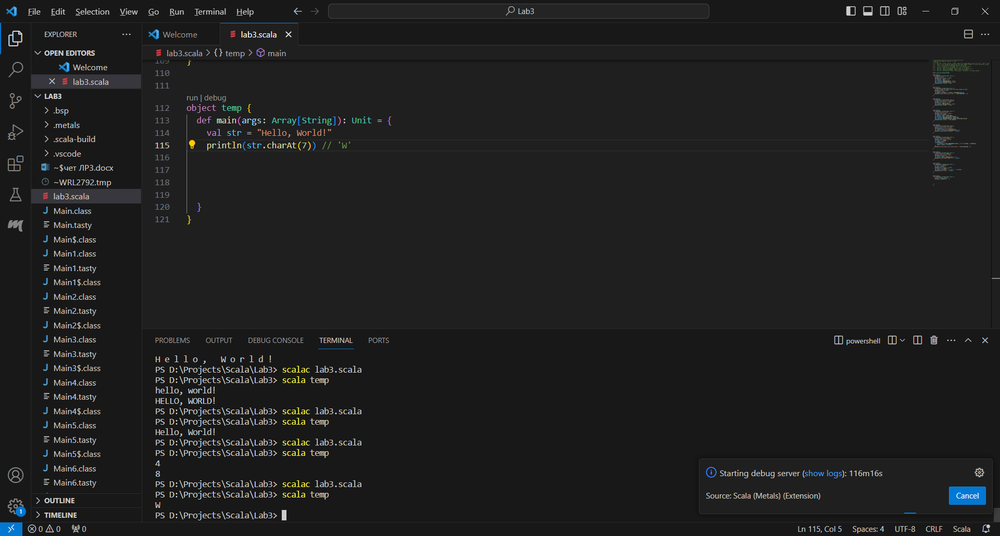 File Edit Selection View Go Run Terminal Help
Lab3
EXPLORER
OPEN EDITORS
Welcome
lab3.scala
LAB3
.bsp
.metals
.scala-build
.vscode
~$чет ЛР3.docx
~WRL2792.tmp
lab3.scala
Main.class
Main.tasty
Main$.class
Main1.class
Main1.tasty
Main1$.class
Main2.class
Main2.tasty
Main2$.class
Main3.class
Main3.tasty
Main3$.class
Main4.class
Main4.tasty
Main4$.class
Main5.class
Main5.tasty
Main5$.class
Main6.class
Main6.tasty
OUTLINE
TIMELINE
Welcome lab3.scala
lab3.scala > {} temp > main
109 }
110
111
run | debug
112 object temp {
113 def main(args: Array[String]): Unit = {
114 val str = "Hello, World!"
115 println(str.charAt(7)) // 'W'
116
117
118
119
120 }
121 }
PROBLEMS OUTPUT DEBUG CONSOLE TERMINAL PORTS
powershell
H e l l o ,   W o r l d !
PS D:\Projects\Scala\Lab3> scalac lab3.scala
PS D:\Projects\Scala\Lab3> scala temp
hello, world!
HELLO, WORLD!
PS D:\Projects\Scala\Lab3> scalac lab3.scala
PS D:\Projects\Scala\Lab3> scala temp
Hello, World!
PS D:\Projects\Scala\Lab3> scalac lab3.scala
PS D:\Projects\Scala\Lab3> scala temp
4
8
PS D:\Projects\Scala\Lab3> scalac lab3.scala
PS D:\Projects\Scala\Lab3> scala temp
W
PS D:\Projects\Scala\Lab3>
Starting debug server (show logs): 116m16s
Source: Scala (Metals) (Extension)
Cancel
1
0 0 0
Ln 115, Col 5 Spaces: 4 UTF-8 CRLF Scala